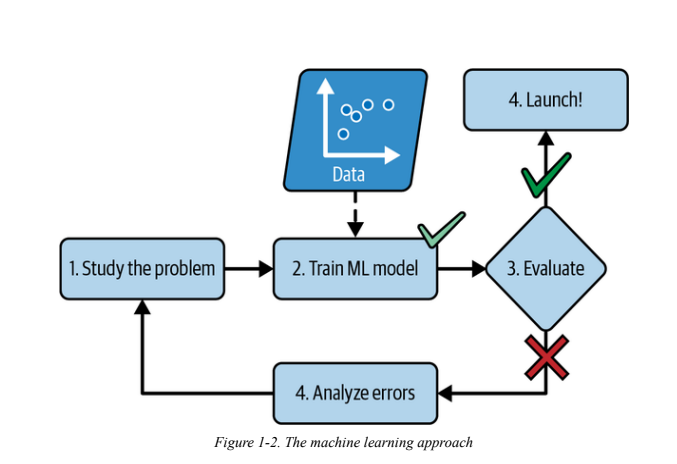 4. Launch!
Data
1. Study the problem
2. Train ML model
3. Evaluate
4. Analyze errors
Figure 1-2. The machine learning approach